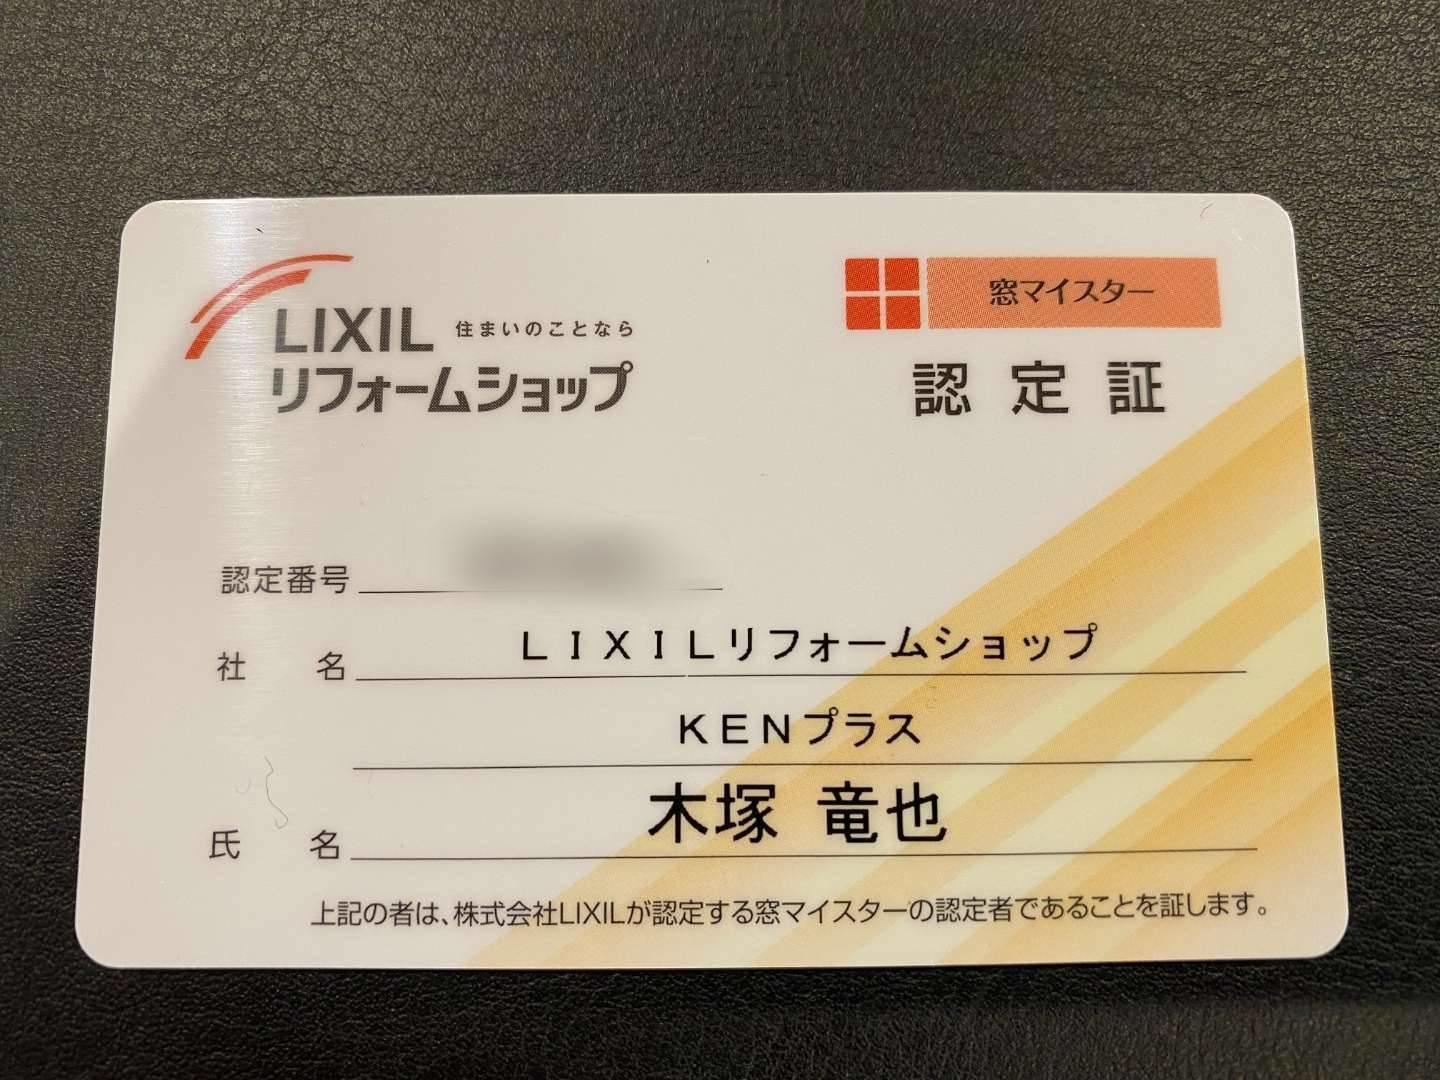 LIXIL 住まいのことなら
リフォームショップ
窓マイスター
認定証
認定番号
社名 LIXILリフォームショップ
KENプラス
氏名 木塚 竜也
上記の者は、株式会社LIXILが認定する窓マイスターの認定者であることを証します。